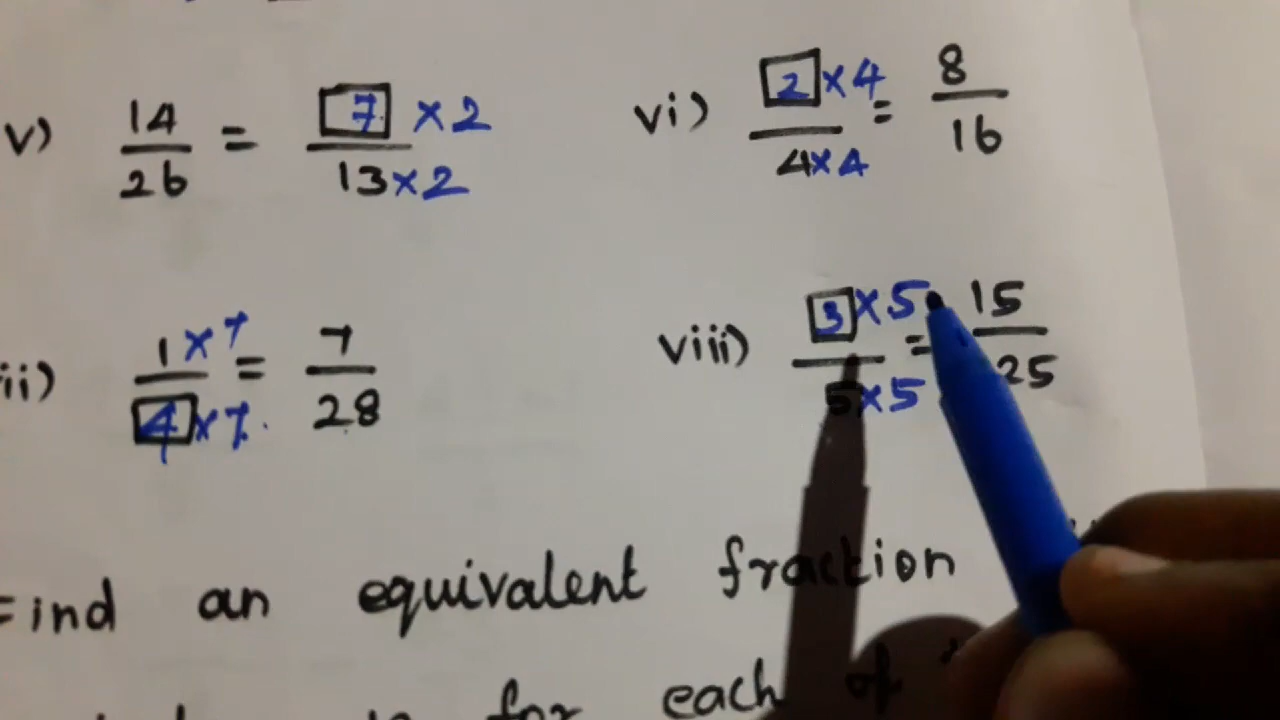 v) 14/26 = 7 × 2/13 × 2
vi) 2 × 4/4 × 4 = 8/16
ii) 1 × 7/4 × 7 = 7/28
viii) 3 × 5/5 × 5 = 15/25
Find an equivalent fraction
for each of